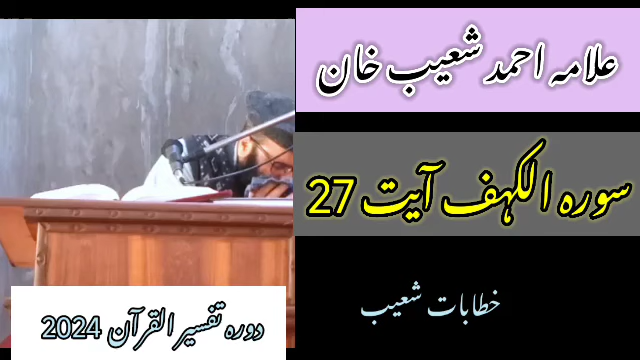 علامہ احمد شعیب خان
سورہ الکہف آیت 27
خطابات شعیب
دورہ تفسیر القرآن 2024